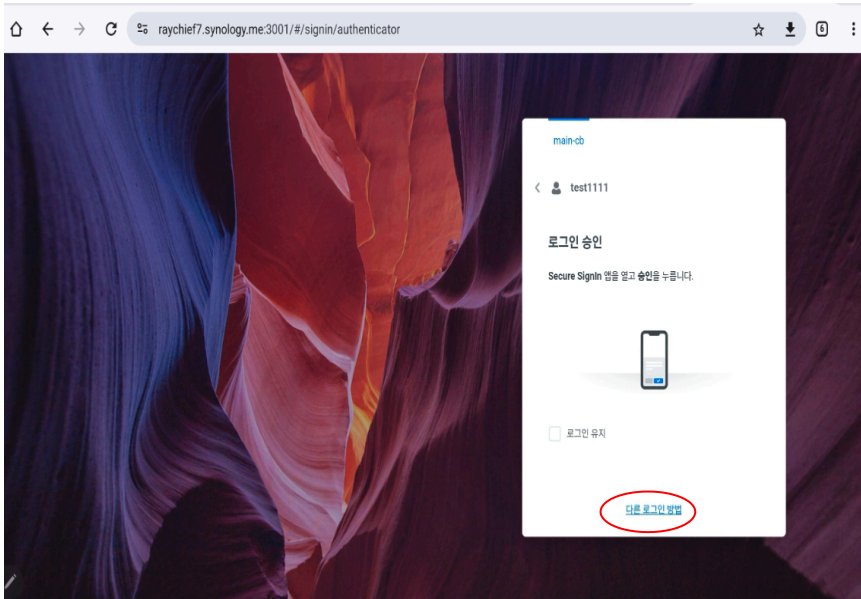 raychief7.synology.me:3001/#/signin/authenticator
6
main-cb
test1111
로그인 승인
Secure SignIn 앱을 열고 승인을 누릅니다.
로그인 유지
다른 로그인 방법